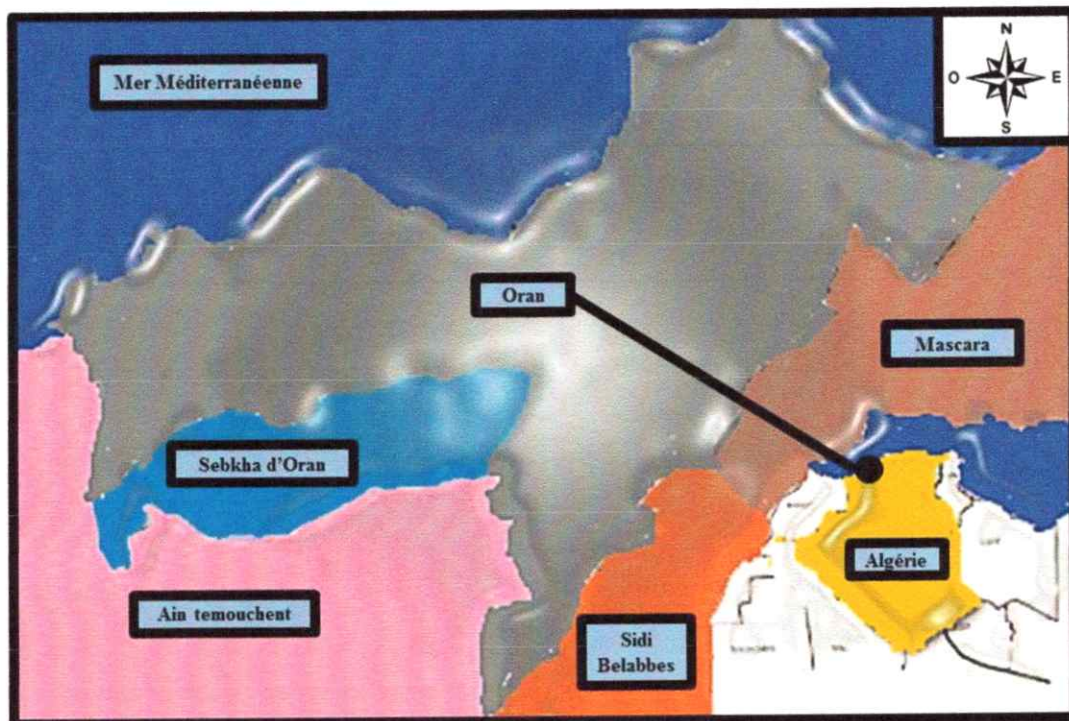 Mer Méditerranéenne
N
O
E
S
Oran
Mascara
Sebkha d'Oran
Algérie
Ain temouchent
Sidi
Belabbes